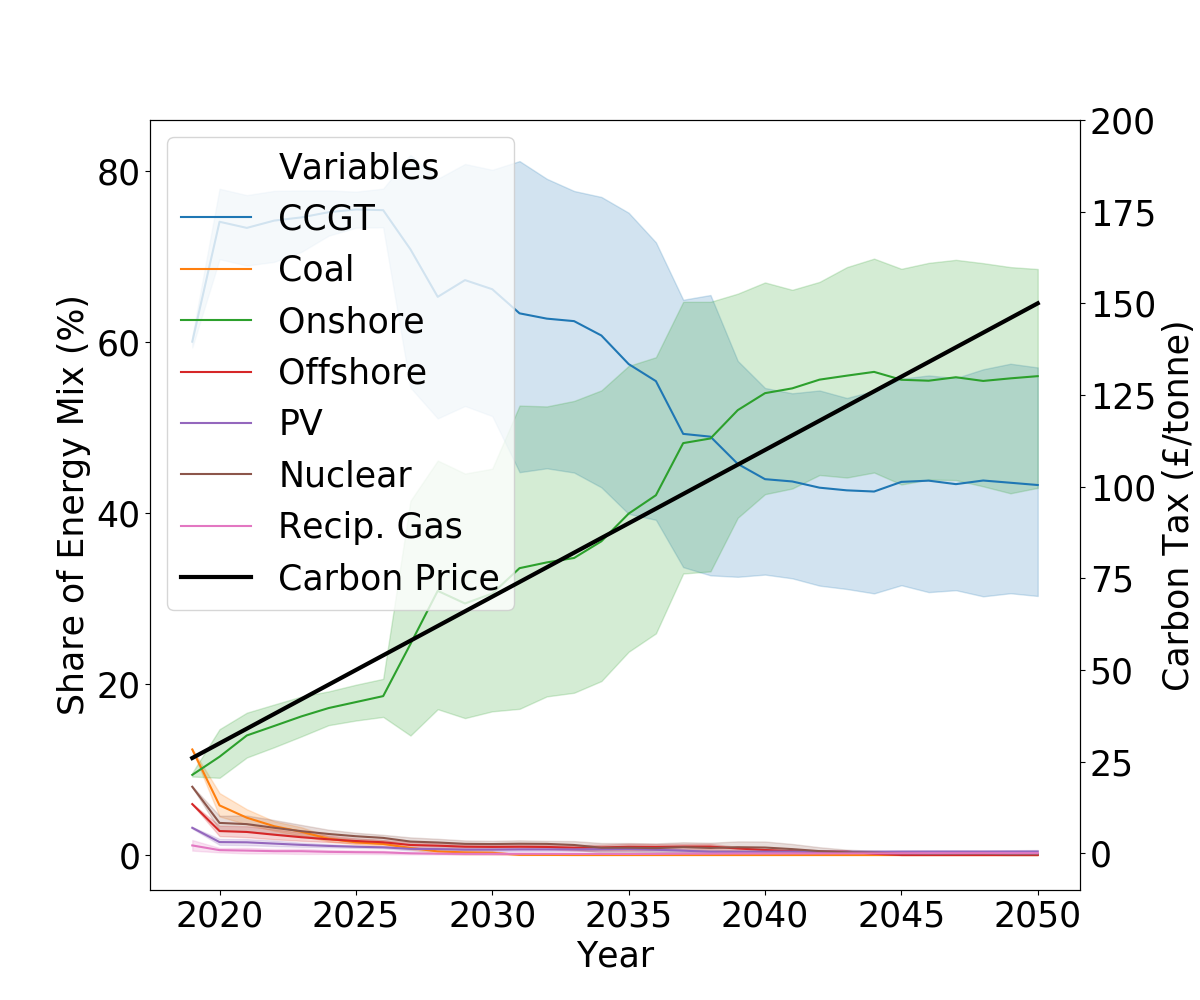 Variables
CCGT
Coal
Onshore
Offshore
PV
Nuclear
Recip. Gas
Carbon Price
Share of Energy Mix (%)
80
60
40
20
0
Carbon Tax (£/tonne)
200
175
150
125
100
75
50
25
0
2020 2025 2030 2035 2040 2045 2050
Year